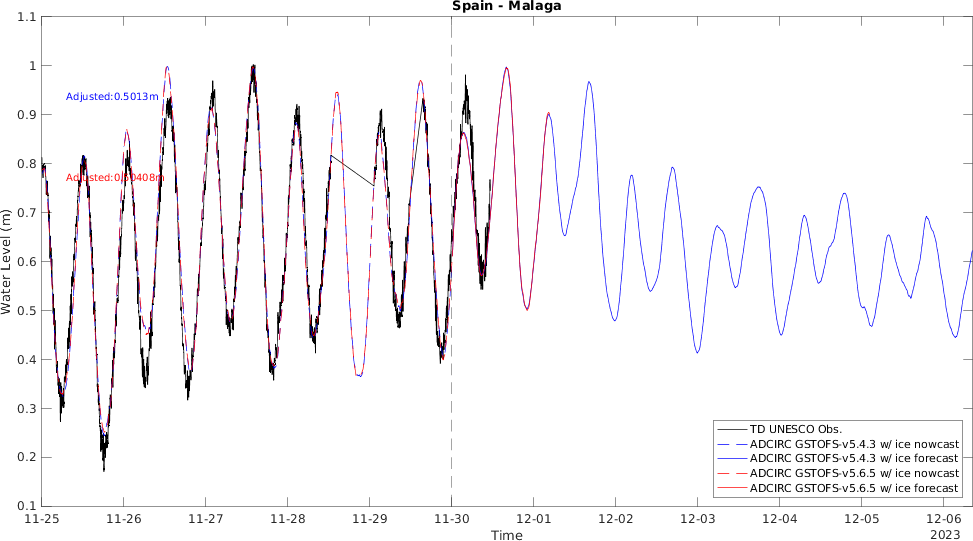 Spain - Malaga
1.1
1
0.9
0.8
0.7
0.6
0.5
0.4
0.3
0.2
0.1
Water Level (m)
Adjusted:0.5013m
Adjusted:0.50408m
TD UNESCO Obs.
ADCIRC GSTOFS-v5.4.3 w/ ice nowcast
ADCIRC GSTOFS-v5.4.3 w/ ice forecast
ADCIRC GSTOFS-v5.6.5 w/ ice nowcast
ADCIRC GSTOFS-v5.6.5 w/ ice forecast
11-25 11-26 11-27 11-28 11-29 11-30 12-01 12-02 12-03 12-04 12-05 12-06
2023
Time